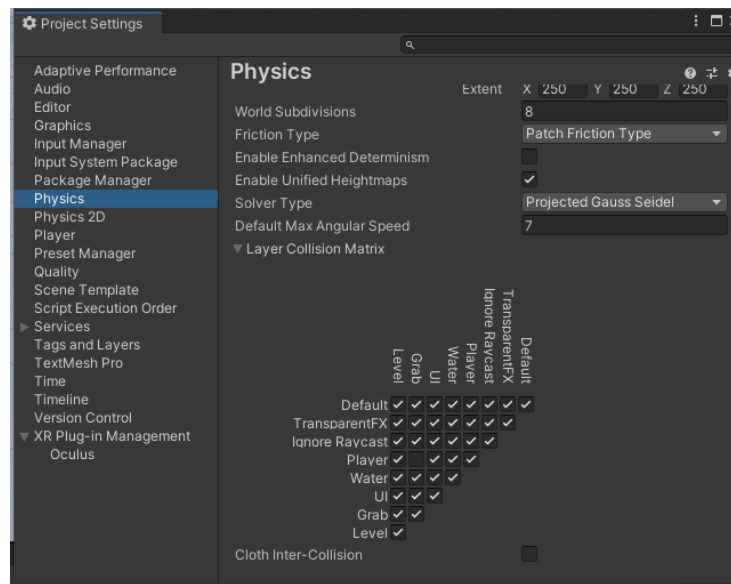 Project Settings
Adaptive Performance
Audio
Editor
Graphics
Input Manager
Input System Package
Package Manager
Physics
Physics 2D
Player
Preset Manager
Quality
Scene Template
Script Execution Order
Services
Tags and Layers
TextMesh Pro
Time
Timeline
Version Control
XR Plug-in Management
Oculus
Physics
Extent X 250 Y 250 Z 250
World Subdivisions 8
Friction Type Patch Friction Type
Enable Enhanced Determinism
Enable Unified Heightmaps
Solver Type Projected Gauss Seidel
Default Max Angular Speed 7
Layer Collision Matrix
Level
Grab
UI
Water
Player
Ignore Raycast
TransparentFX
Default
Default
TransparentFX
Ignore Raycast
Player
Water
UI
Grab
Level
Cloth Inter-Collision